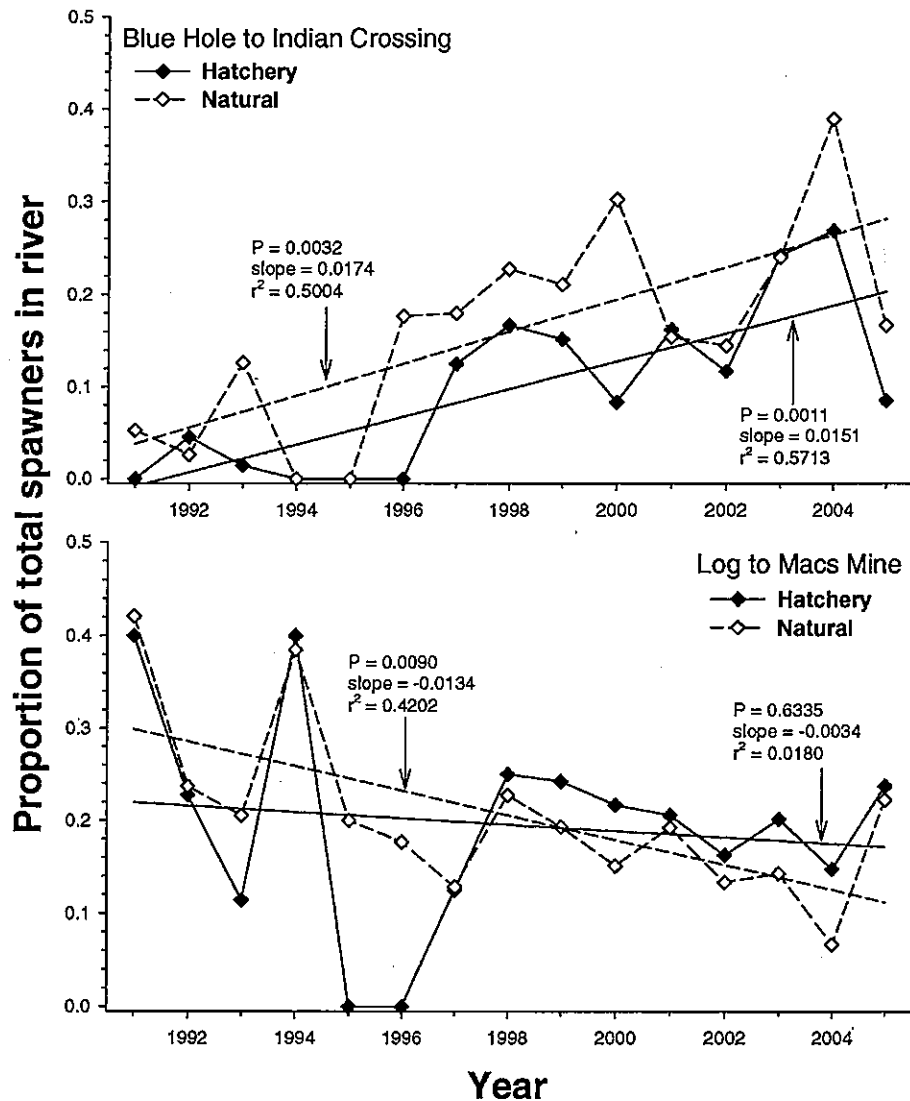 Proportion of total spawners in river
0.5
0.4
0.3
0.2
0.1
0.0
Blue Hole to Indian Crossing
Hatchery
Natural
P = 0.0032
slope = 0.0174
r² = 0.5004
P = 0.0011
slope = 0.0151
r² = 0.5713
1992 1994 1996 1998 2000 2002 2004
0.5
0.4
0.3
0.2
0.1
0.0
Log to Macs Mine
Hatchery
Natural
P = 0.0090
slope = -0.0134
r² = 0.4202
P = 0.6335
slope = -0.0034
r² = 0.0180
1992 1994 1996 1998 2000 2002 2004
Year